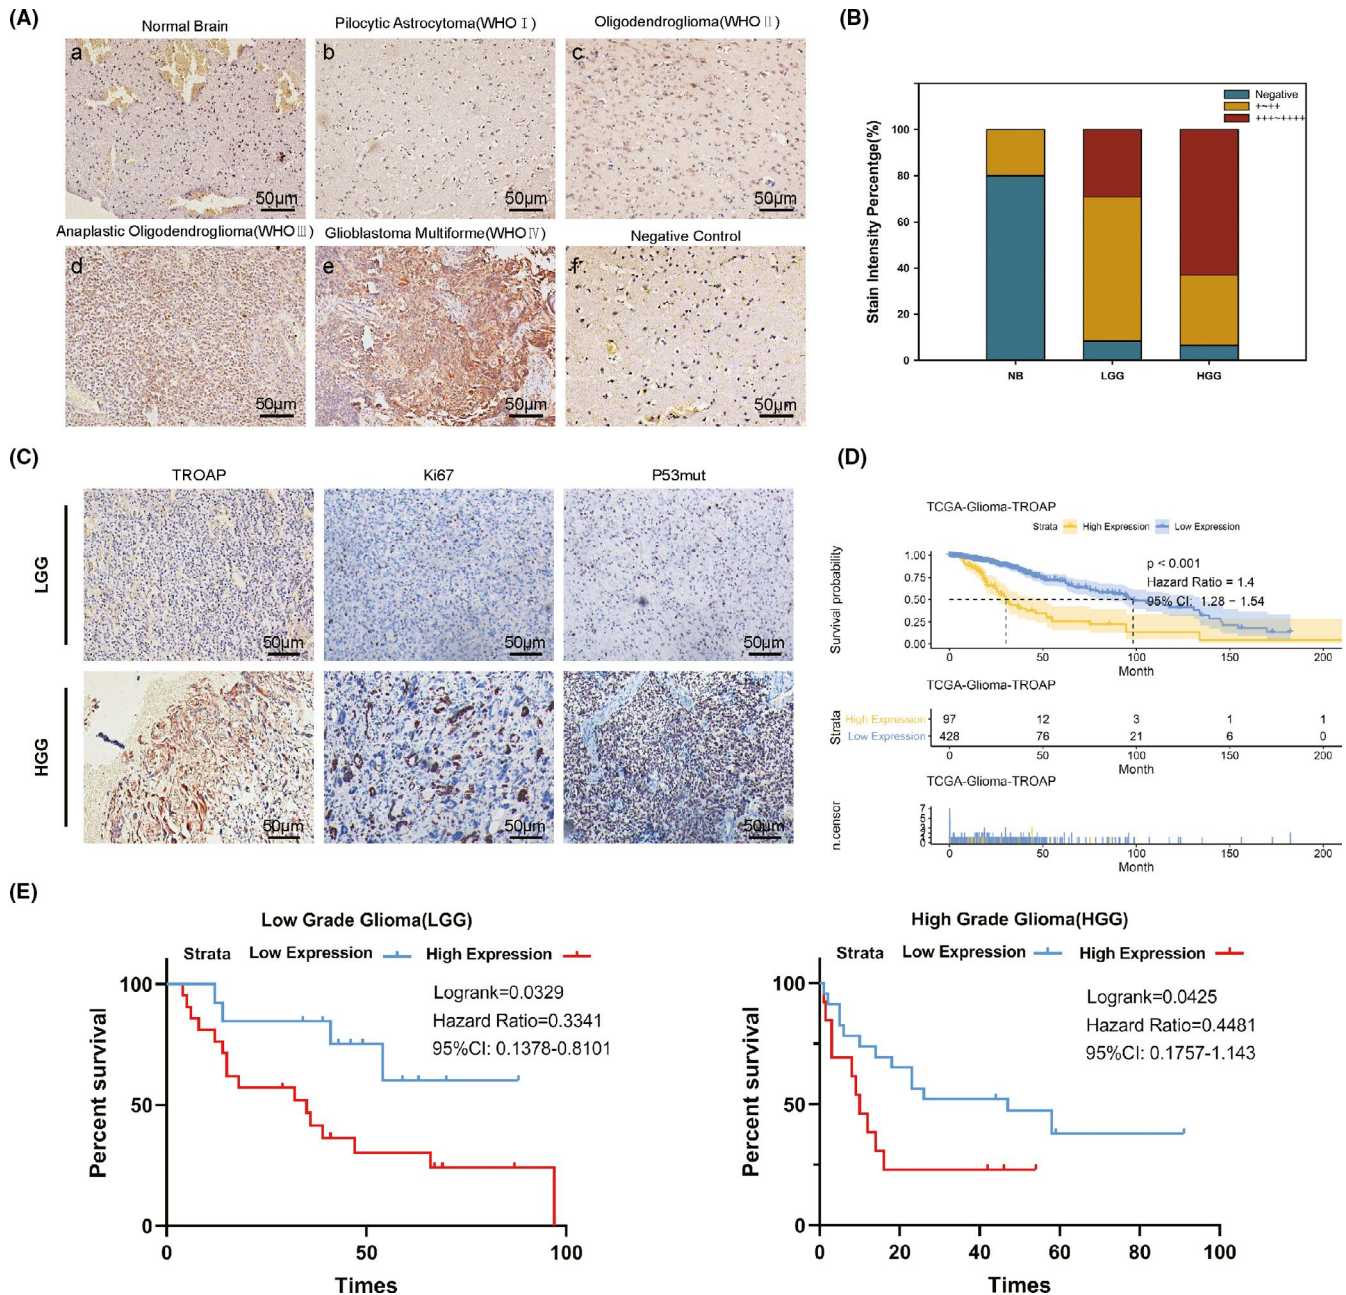 (A)
Normal Brain
Pilocytic Astrocytoma(WHO Ⅰ)
Oligodendroglioma(WHO Ⅱ)
a
b
c
50μm
50μm
50μm
Anaplastic Oligodendroglioma(WHO Ⅲ)
Glioblastoma Multiforme(WHO Ⅳ)
Negative Control
d
e
f
50μm
50μm
50μm
(B)
Negative
+~++
+++~++++
Stain Intensity Percentge(%)
100
80
60
40
20
0
NB
LGG
HGG
(C)
TROAP
Ki67
P53mut
LGG
50μm
50μm
50μm
HGG
50μm
50μm
50μm
(D)
TCGA-Glioma-TROAP
Strata High Expression Low Expression
Survival probability
1.00
0.75
0.50
0.25
0.00
p < 0.001
Hazard Ratio = 1.4
95% CI: 1.28 − 1.54
0 50 100 150 200
Month
TCGA-Glioma-TROAP
Strata
High Expression 97 12 3 1 1
Low Expression 428 76 21 6 0
Month
TCGA-Glioma-TROAP
n.censor
7
5
0 50 100 150 200
Month
(E)
Low Grade Glioma(LGG)
Strata Low Expression High Expression
Logrank=0.0329
Hazard Ratio=0.3341
95%CI: 0.1378-0.8101
Percent survival
100
50
0
0 50 100
Times
High Grade Glioma(HGG)
Strata Low Expression High Expression
Logrank=0.0425
Hazard Ratio=0.4481
95%CI: 0.1757-1.143
Percent survival
100
50
0
0 20 40 60 80 100
Times